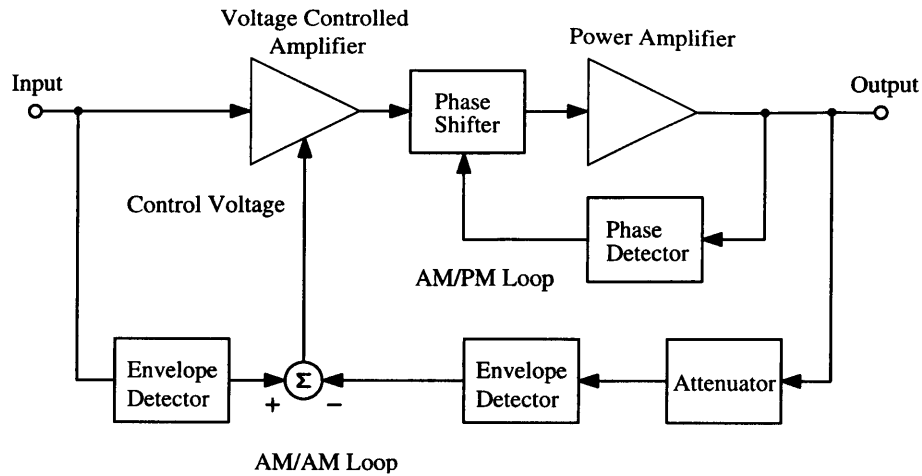 Voltage Controlled
Amplifier
Power Amplifier
Input
Output
Phase
Shifter
Control Voltage
Phase
Detector
AM/PM Loop
Envelope
Detector
Σ
+
−
Envelope
Detector
Attenuator
AM/AM Loop